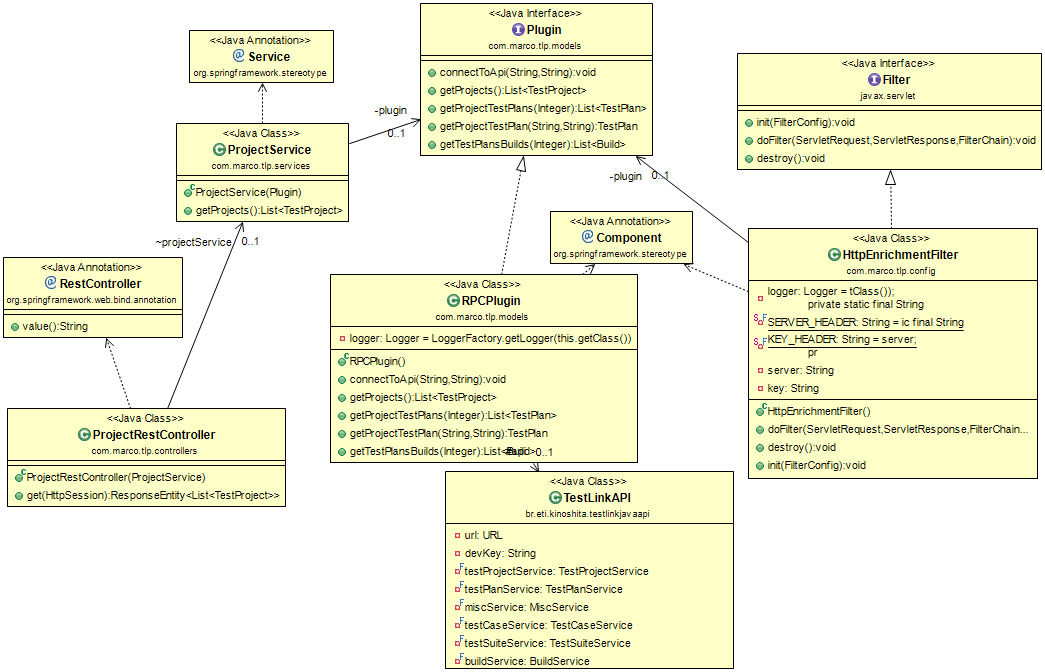 <<Java Interface>>
Plugin
com.marco.tlp.models
connectToApi(String,String):void
getProjects():List<TestProject>
getProjectTestPlans(Integer):List<TestPlan>
getProjectTestPlan(String,String):TestPlan
getTestPlansBuilds(Integer):List<Build>
<<Java Annotation>>
Service
org.springframework.stereotype
<<Java Interface>>
Filter
javax.servlet
init(FilterConfig):void
doFilter(ServletRequest,ServletResponse,FilterChain):void
destroy():void
-plugin
0..1
<<Java Class>>
ProjectService
com.marco.tlp.services
ProjectService(Plugin)
getProjects():List<TestProject>
-plugin 0..1
~projectService 0..1
<<Java Annotation>>
Component
org.springframework.stereotype
<<Java Annotation>>
RestController
org.springframework.web.bind.annotation
value():String
<<Java Class>>
HttpEnrichmentFilter
com.marco.tlp.config
logger: Logger = tClass());
private static final String
SERVER_HEADER: String = ic final String
KEY_HEADER: String = server;
pr
server: String
key: String
HttpEnrichmentFilter()
doFilter(ServletRequest,ServletResponse,FilterChain...
destroy():void
init(FilterConfig):void
<<Java Class>>
RPCPlugin
com.marco.tlp.models
logger: Logger = LoggerFactory.getLogger(this.getClass())
RPCPlugin()
connectToApi(String,String):void
getProjects():List<TestProject>
getProjectTestPlans(Integer):List<TestPlan>
getProjectTestPlan(String,String):TestPlan
getTestPlansBuilds(Integer):List<Build>
0..1
<<Java Class>>
ProjectRestController
com.marco.tlp.controllers
ProjectRestController(ProjectService)
get(HttpSession):ResponseEntity<List<TestProject>>
<<Java Class>>
TestLinkAPI
br.eti.kinoshita.testlinkjavaapi
url: URL
devKey: String
testProjectService: TestProjectService
testPlanService: TestPlanService
miscService: MiscService
testCaseService: TestCaseService
testSuiteService: TestSuiteService
buildService: BuildService